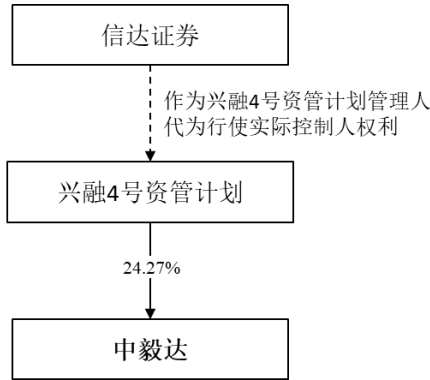 信达证券
作为兴融4号资管计划管理人
代为行使实际控制人权利
兴融4号资管计划
24.27%
中毅达